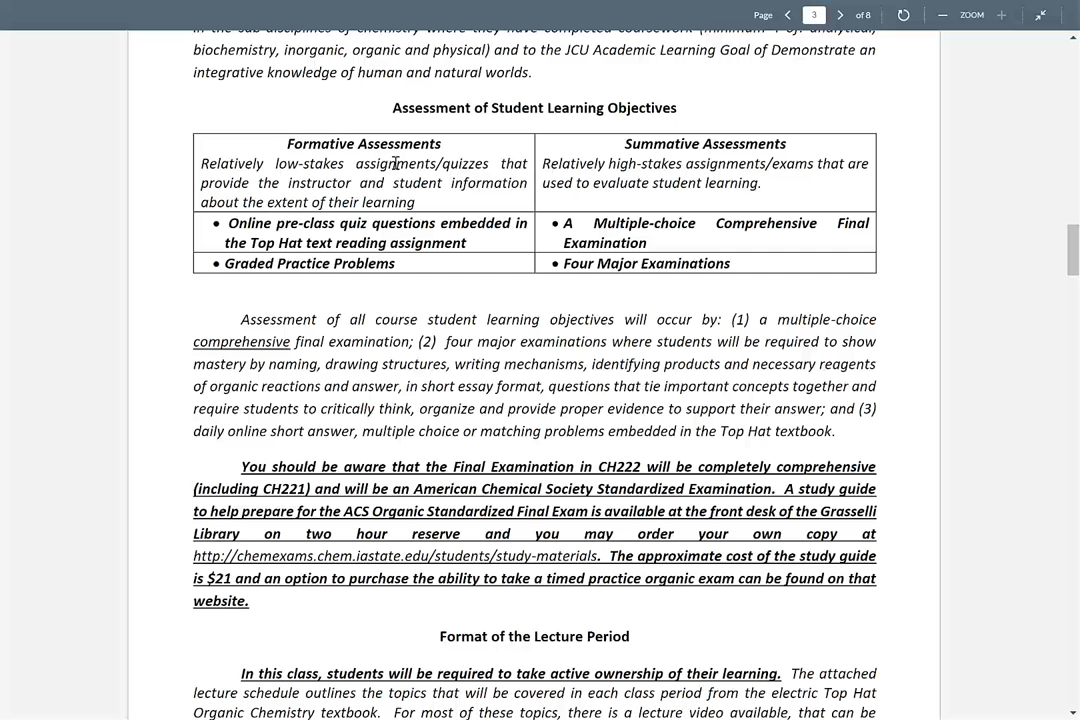 Page 3 of 8 ZOOM
in the sub-disciplines of chemistry where they have completed coursework (minimum 4 of: analytical,
biochemistry, inorganic, organic and physical) and to the JCU Academic Learning Goal of Demonstrate an
integrative knowledge of human and natural worlds.
Assessment of Student Learning Objectives
Formative Assessments
Relatively low-stakes assignments/quizzes that
provide the instructor and student information
about the extent of their learning
Summative Assessments
Relatively high-stakes assignments/exams that are
used to evaluate student learning.
• Online pre-class quiz questions embedded in
the Top Hat text reading assignment
• A Multiple-choice Comprehensive Final
Examination
• Graded Practice Problems
• Four Major Examinations
Assessment of all course student learning objectives will occur by: (1) a multiple-choice
comprehensive final examination; (2) four major examinations where students will be required to show
mastery by naming, drawing structures, writing mechanisms, identifying products and necessary reagents
of organic reactions and answer, in short essay format, questions that tie important concepts together and
require students to critically think, organize and provide proper evidence to support their answer; and (3)
daily online short answer, multiple choice or matching problems embedded in the Top Hat textbook.
You should be aware that the Final Examination in CH222 will be completely comprehensive
(including CH221) and will be an American Chemical Society Standardized Examination. A study guide
to help prepare for the ACS Organic Standardized Final Exam is available at the front desk of the Grasselli
Library on two hour reserve and you may order your own copy at
http://chemexams.chem.iastate.edu/students/study-materials. The approximate cost of the study guide
is $21 and an option to purchase the ability to take a timed practice organic exam can be found on that
website.
Format of the Lecture Period
In this class, students will be required to take active ownership of their learning. The attached
lecture schedule outlines the topics that will be covered in each class period from the electric Top Hat
Organic Chemistry textbook. For most of these topics, there is a lecture video available, that can be